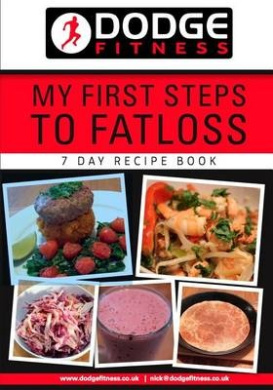 DODGE
FITNESS
MY FIRST STEPS
TO FATLOSS
7 DAY RECIPE BOOK
www.dodgefitness.co.uk | nick@dodgefitness.co.uk